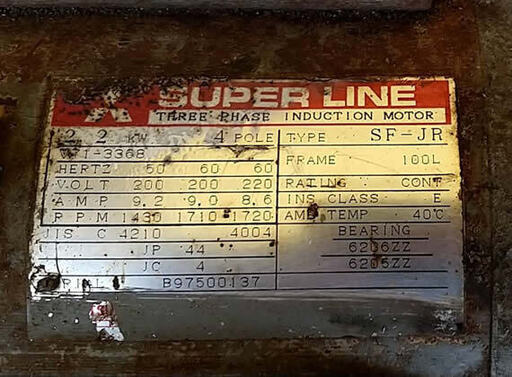 SUPER LINE
THREE PHASE INDUCTION MOTOR
2.2 kW 4 POLE TYPE SF-JR
FRAME 100L
HERTZ 50 60 60
VOLT 200 200 220 RATING CONT
AMP 9.2 9.0 8.6 INS CLASS E
RPM 1430 1710 1720 AMB TEMP 40°C
JIS C 4210 4004 BEARING
JP 44 6206ZZ
JC 4 6205ZZ
SERIAL B97500137